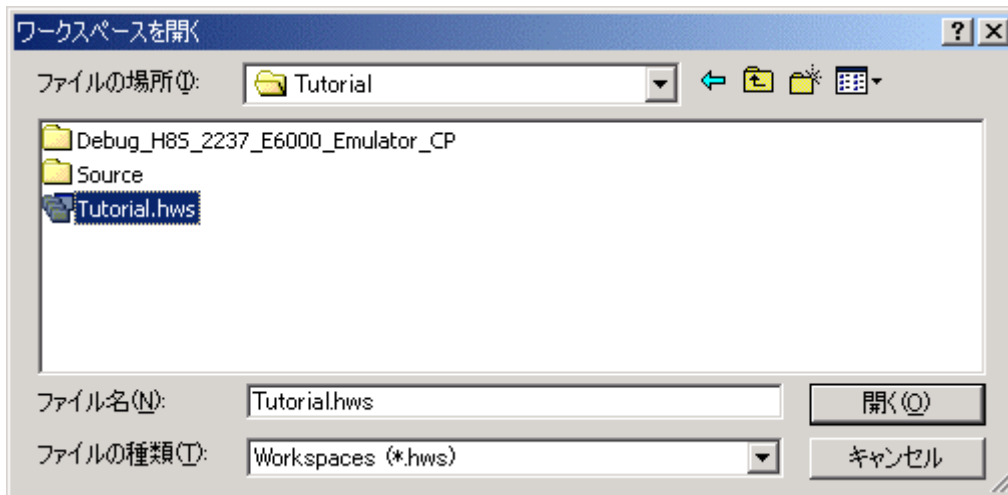 ワークスペースを開く
ファイルの場所(I): Tutorial
Debug_H8S_2237_E6000_Emulator_CP
Source
Tutorial.hws
ファイル名(N): Tutorial.hws 開く(O)
ファイルの種類(T): Workspaces (*.hws) キャンセル